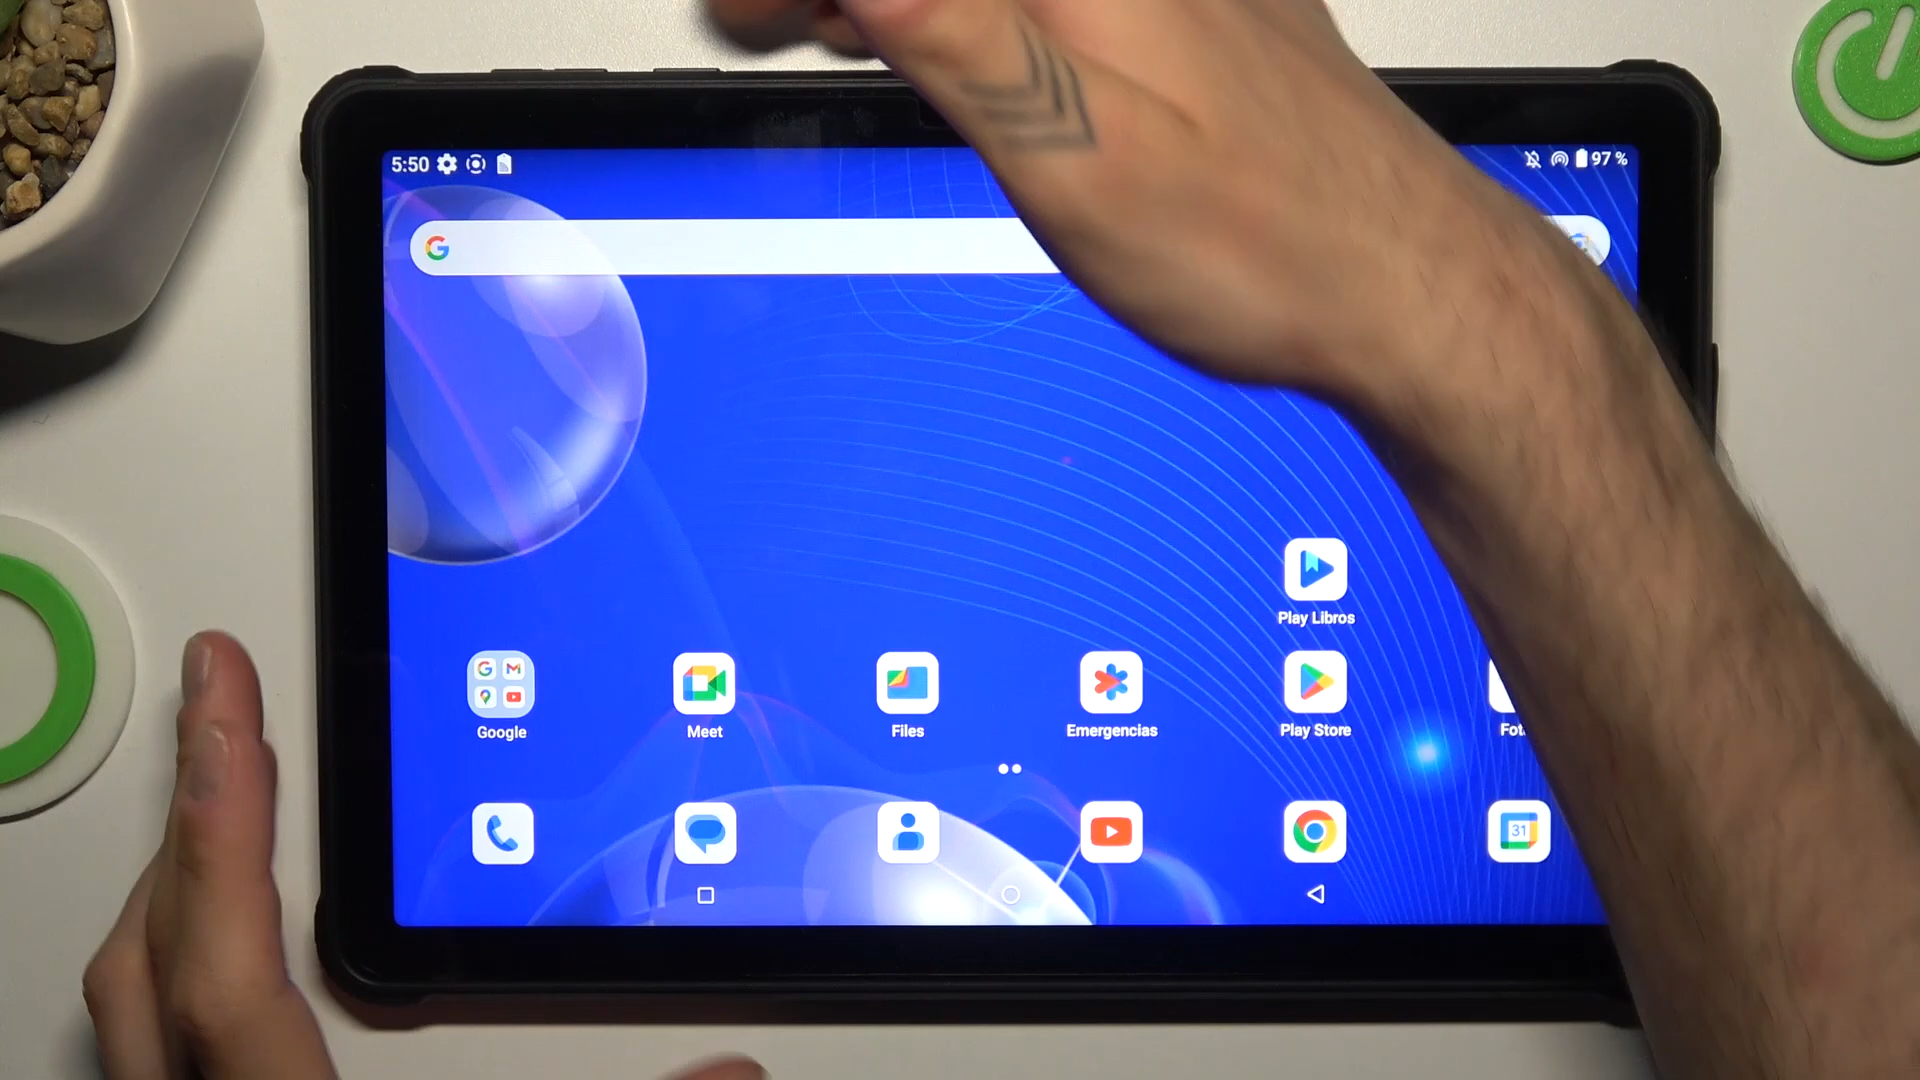 5:50
97 %
Play Libros
Google
Meet
Files
Emergencias
Play Store
31